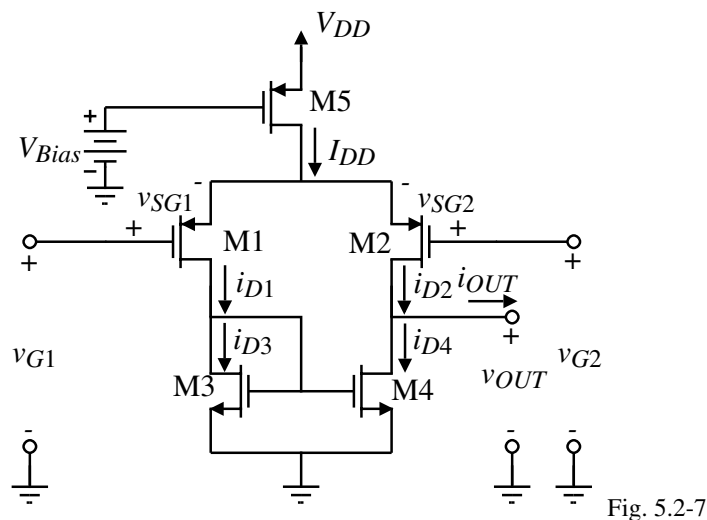 VDD
M5
+
VBias
-
IDD
-
-
vSG1
vSG2
+
+
M1
M2
+
+
iD1
iD2
iOUT
iD3
iD4
+
vG1
M3
M4
vOUT
vG2
-
-
-
Fig. 5.2-7